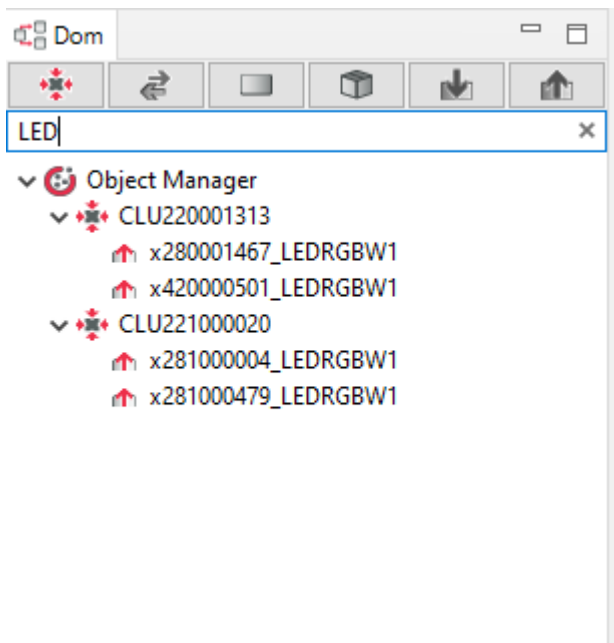 Dom
LED
Object Manager
CLU220001313
x280001467_LEDRGBW1
x420000501_LEDRGBW1
CLU221000020
x281000004_LEDRGBW1
x281000479_LEDRGBW1